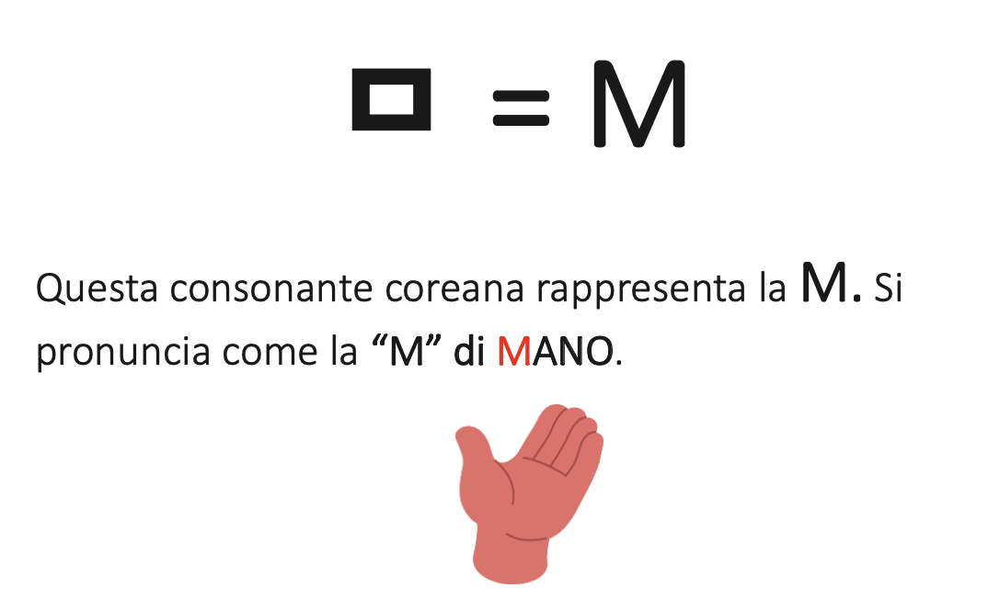 ㅁ = M
Questa consonante coreana rappresenta la M. Si
pronuncia come la “M” di MANO.